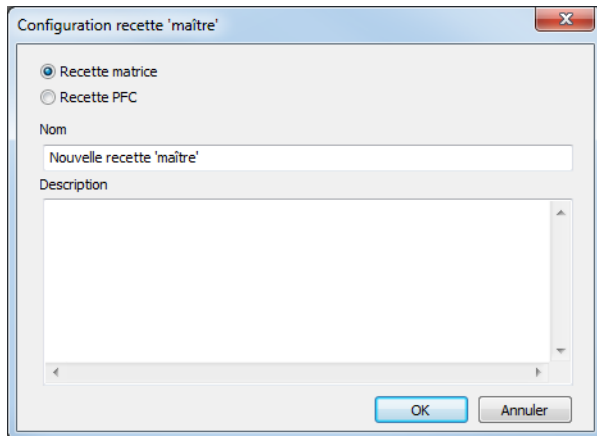 Configuration recette 'maître'
Recette matrice
Recette PFC
Nom
Nouvelle recette 'maître'
Description
OK Annuler